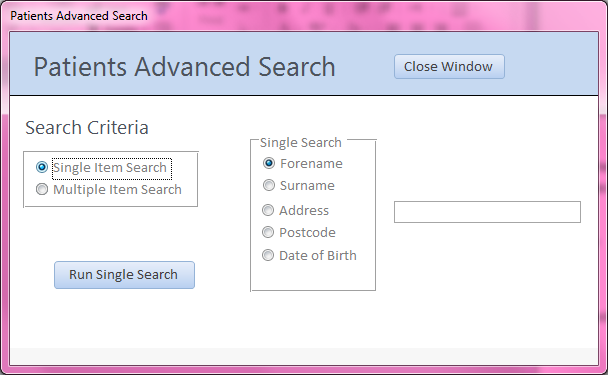 Patients Advanced Search
Patients Advanced Search
Close Window
Search Criteria
Single Item Search
Multiple Item Search
Run Single Search
Single Search
Forename
Surname
Address
Postcode
Date of Birth